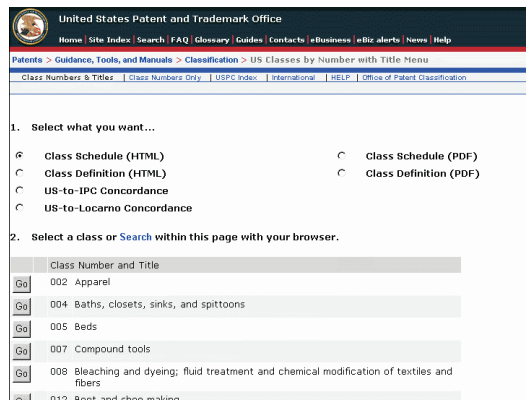 United States Patent and Trademark Office
Home | Site Index | Search | FAQ | Glossary | Guides | Contacts | eBusiness | eBiz alerts | News | Help
Patents > Guidance, Tools, and Manuals > Classification > US Classes by Number with Title Menu
Class Numbers & Titles | Class Numbers Only | USPC Index | International | HELP | Office of Patent Classification
1. Select what you want...
Class Schedule (HTML) Class Schedule (PDF)
Class Definition (HTML) Class Definition (PDF)
US-to-IPC Concordance
US-to-Locarno Concordance
2. Select a class or Search within this page with your browser.
Class Number and Title
Go 002 Apparel
Go 004 Baths, closets, sinks, and spittoons
Go 005 Beds
Go 007 Compound tools
Go 008 Bleaching and dyeing; fluid treatment and chemical modification of textiles and
fibers
012 Boot and shoe making